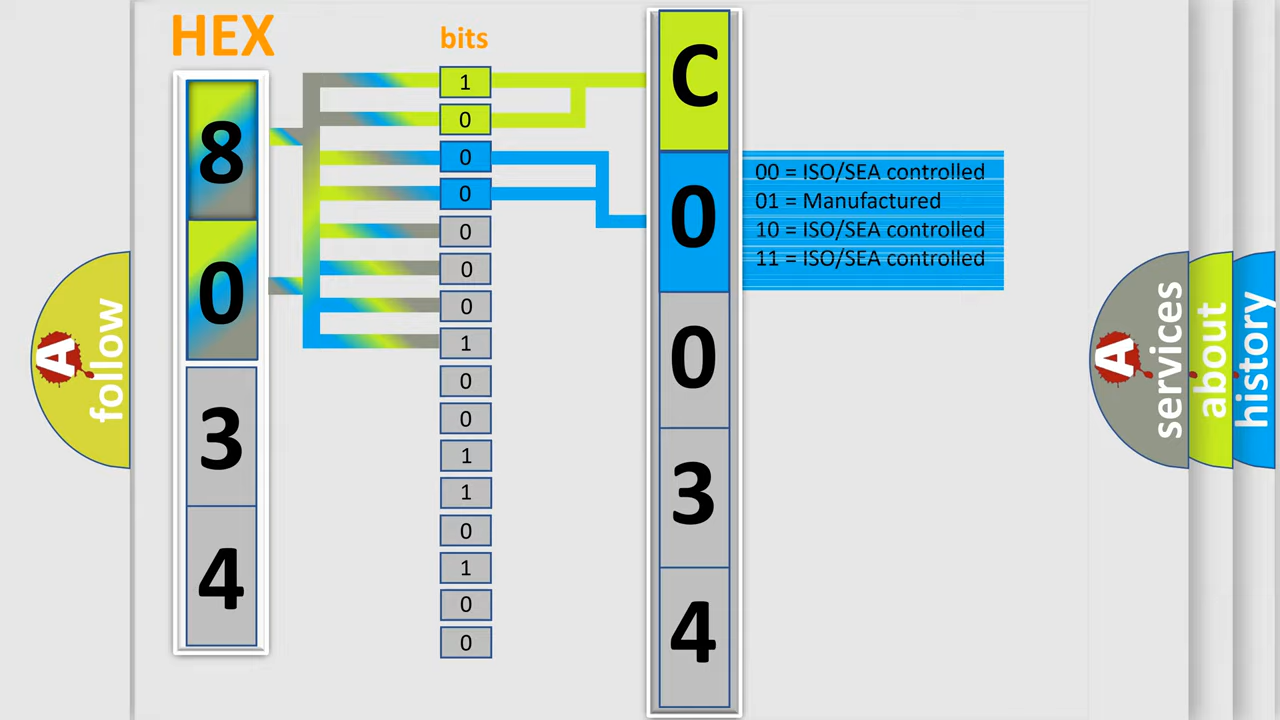 HEX
bits
8
0
3
4
1
0
0
0
0
0
0
1
0
0
1
1
0
1
0
0
C
0
0
3
4
00 = ISO/SEA controlled
01 = Manufactured
10 = ISO/SEA controlled
11 = ISO/SEA controlled
A
follow
A
services
about
history